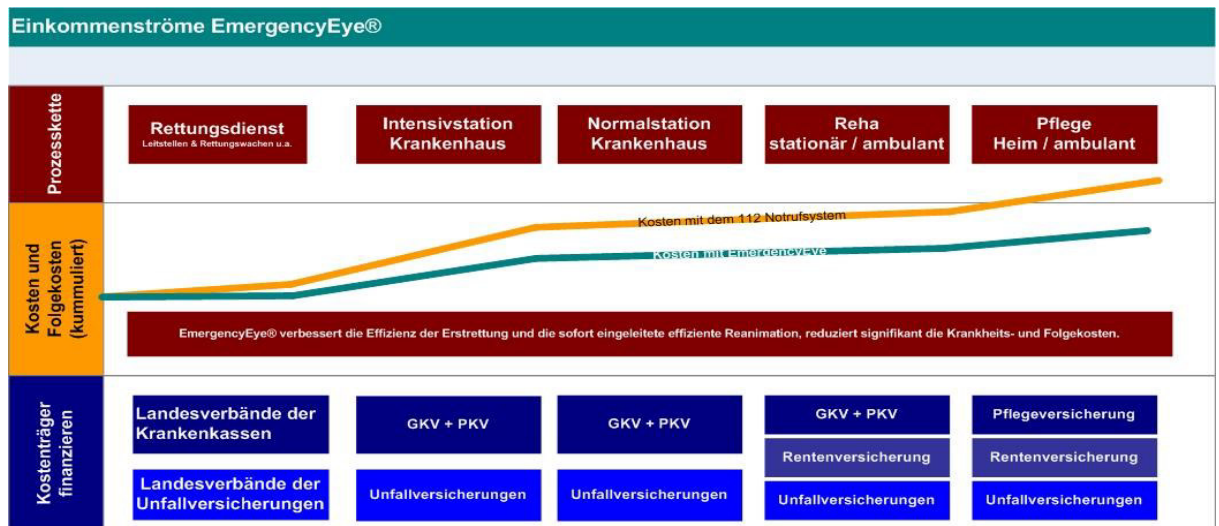 Einkommenströme EmergencyEye®
Prozesskette
Rettungsdienst
Leitstellen & Rettungswachen u.a.
Intensivstation
Krankenhaus
Normalstation
Krankenhaus
Reha
stationär / ambulant
Pflege
Heim / ambulant
Kosten und
Folgekosten
(kummuliert)
Kosten mit dem 112 Notrufsystem
Kosten mit EmergencyEye
EmergencyEye® verbessert die Effizienz der Erstrettung und die sofort eingeleitete effiziente Reanimation, reduziert signifikant die Krankheits- und Folgekosten.
Kostenträger
finanzieren
Landesverbände der
Krankenkassen
GKV + PKV
GKV + PKV
GKV + PKV
Pflegeversicherung
Rentenversicherung
Rentenversicherung
Landesverbände der
Unfallversicherungen
Unfallversicherungen
Unfallversicherungen
Unfallversicherungen
Unfallversicherungen